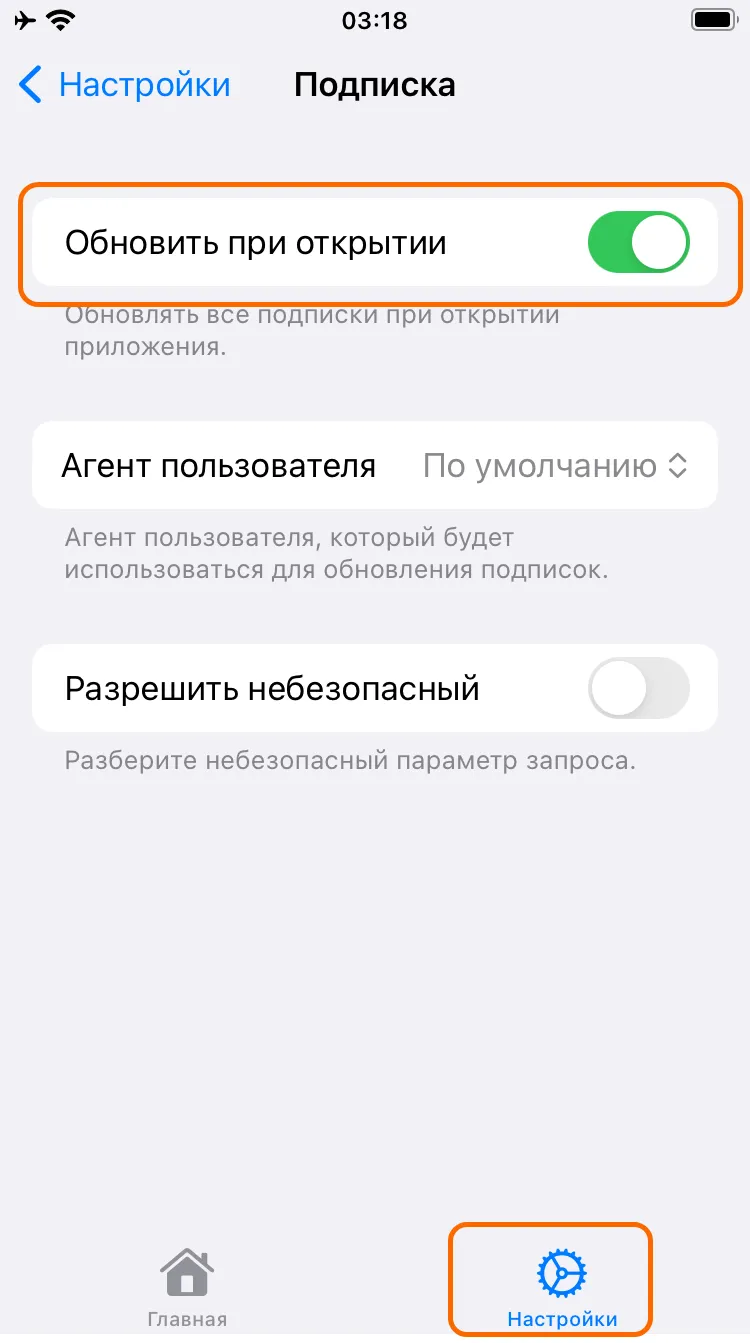 03:18
Настройки
Подписка
Обновить при открытии
Обновлять все подписки при открытии
приложения.
Агент пользователя
По умолчанию
Агент пользователя, который будет
использоваться для обновления подписок.
Разрешить небезопасный
Разберите небезопасный параметр запроса.
Главная
Настройки